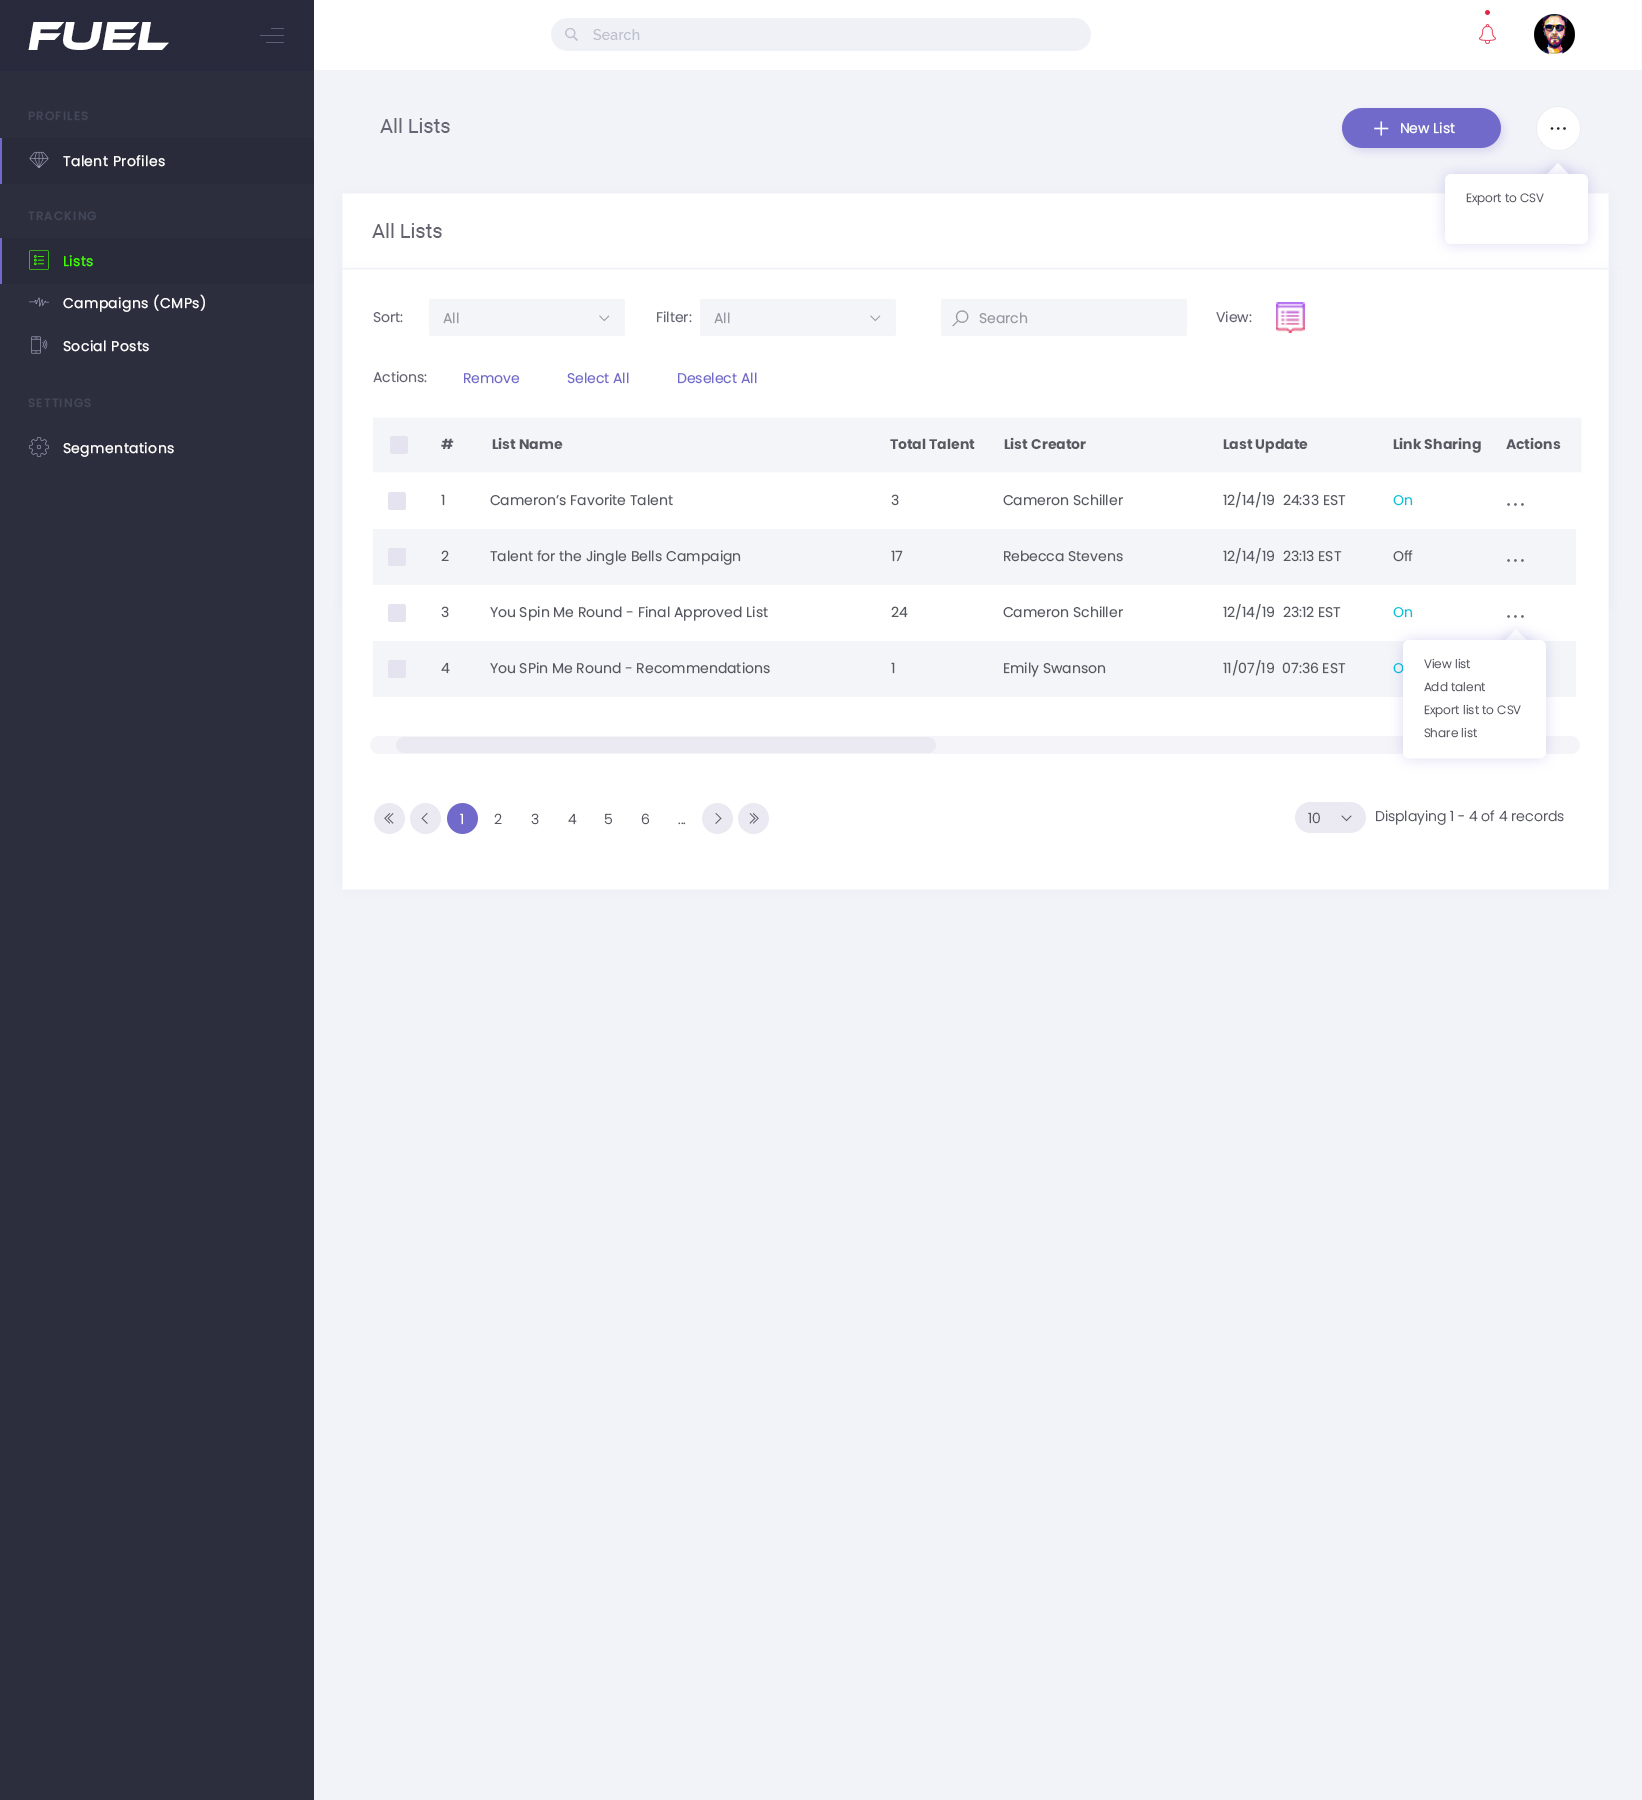 FUEL
Search
PROFILES
Talent Profiles
TRACKING
Lists
Campaigns (CMPs)
Social Posts
SETTINGS
Segmentations
All Lists
New List
Export to CSV
All Lists
Sort: All Filter: All Search View:
Actions: Remove Select All Deselect All
# List Name Total Talent List Creator Last Update Link Sharing Actions
1 Cameron’s Favorite Talent 3 Cameron Schiller 12/14/19 24:33 EST On ...
2 Talent for the Jingle Bells Campaign 17 Rebecca Stevens 12/14/19 23:13 EST Off ...
3 You Spin Me Round - Final Approved List 24 Cameron Schiller 12/14/19 23:12 EST On ...
4 You SPin Me Round - Recommendations 1 Emily Swanson 11/07/19 07:36 EST
View list
Add talent
Export list to CSV
Share list
1 2 3 4 5 6 ... 10 Displaying 1 - 4 of 4 records